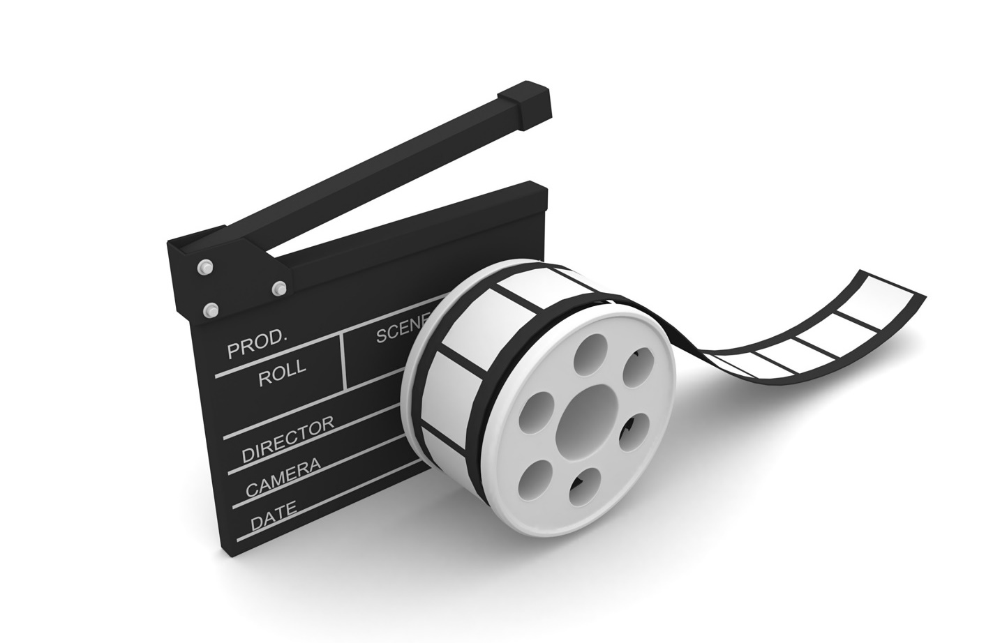 PROD.
SCENE
ROLL
DIRECTOR
CAMERA
DATE